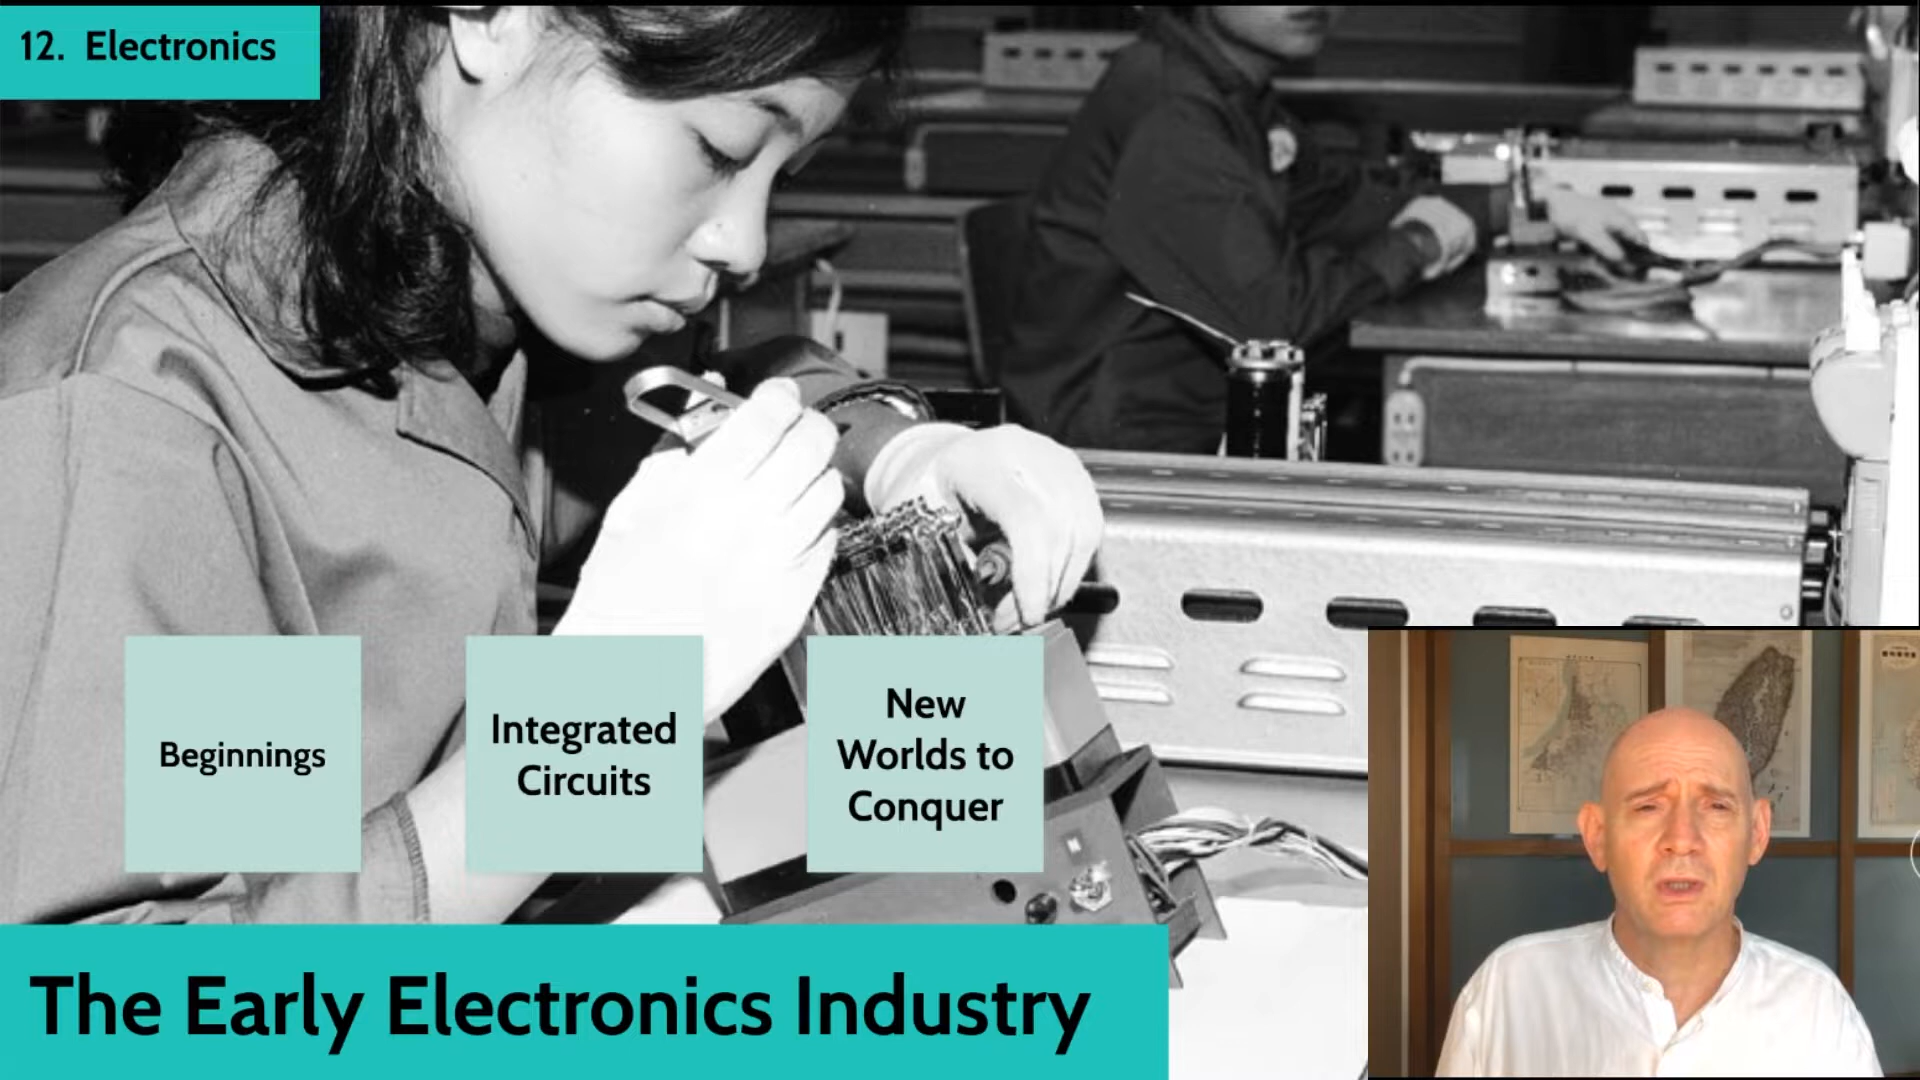 12. Electronics
Beginnings
Integrated
Circuits
New
Worlds to
Conquer
The Early Electronics Industry